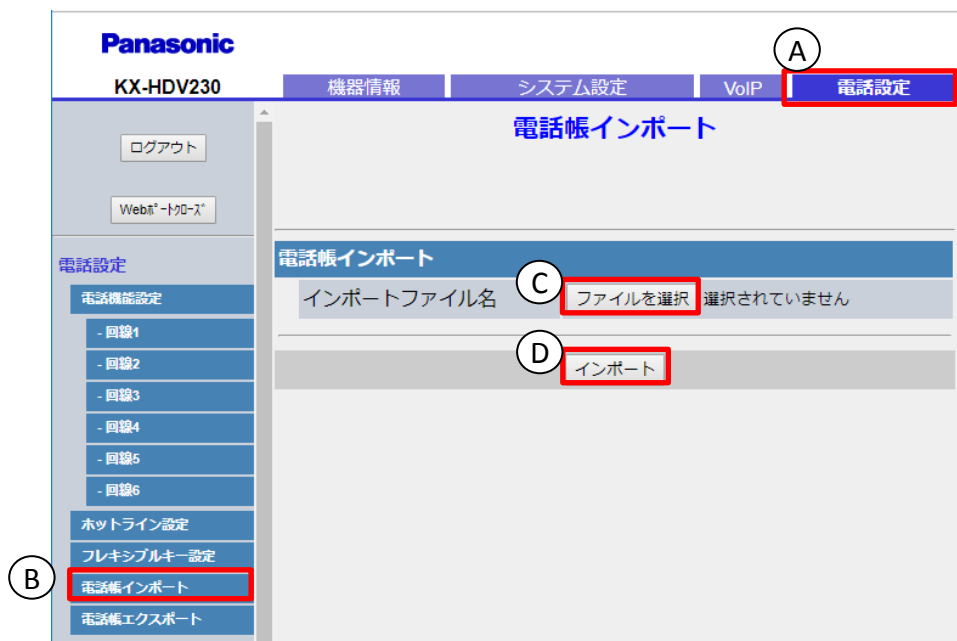 Panasonic
A
KX-HDV230 機器情報 システム設定 VoIP 電話設定
電話帳インポート
ログアウト
Webﾎﾟｰﾄｸﾛｰｽﾞ
電話設定
電話帳インポート
C
インポートファイル名 ファイルを選択 選択されていません
電話機能設定
- 回線1
D
インポート
- 回線2
- 回線3
- 回線4
- 回線5
- 回線6
ホットライン設定
フレキシブルキー設定
B
電話帳インポート
電話帳エクスポート